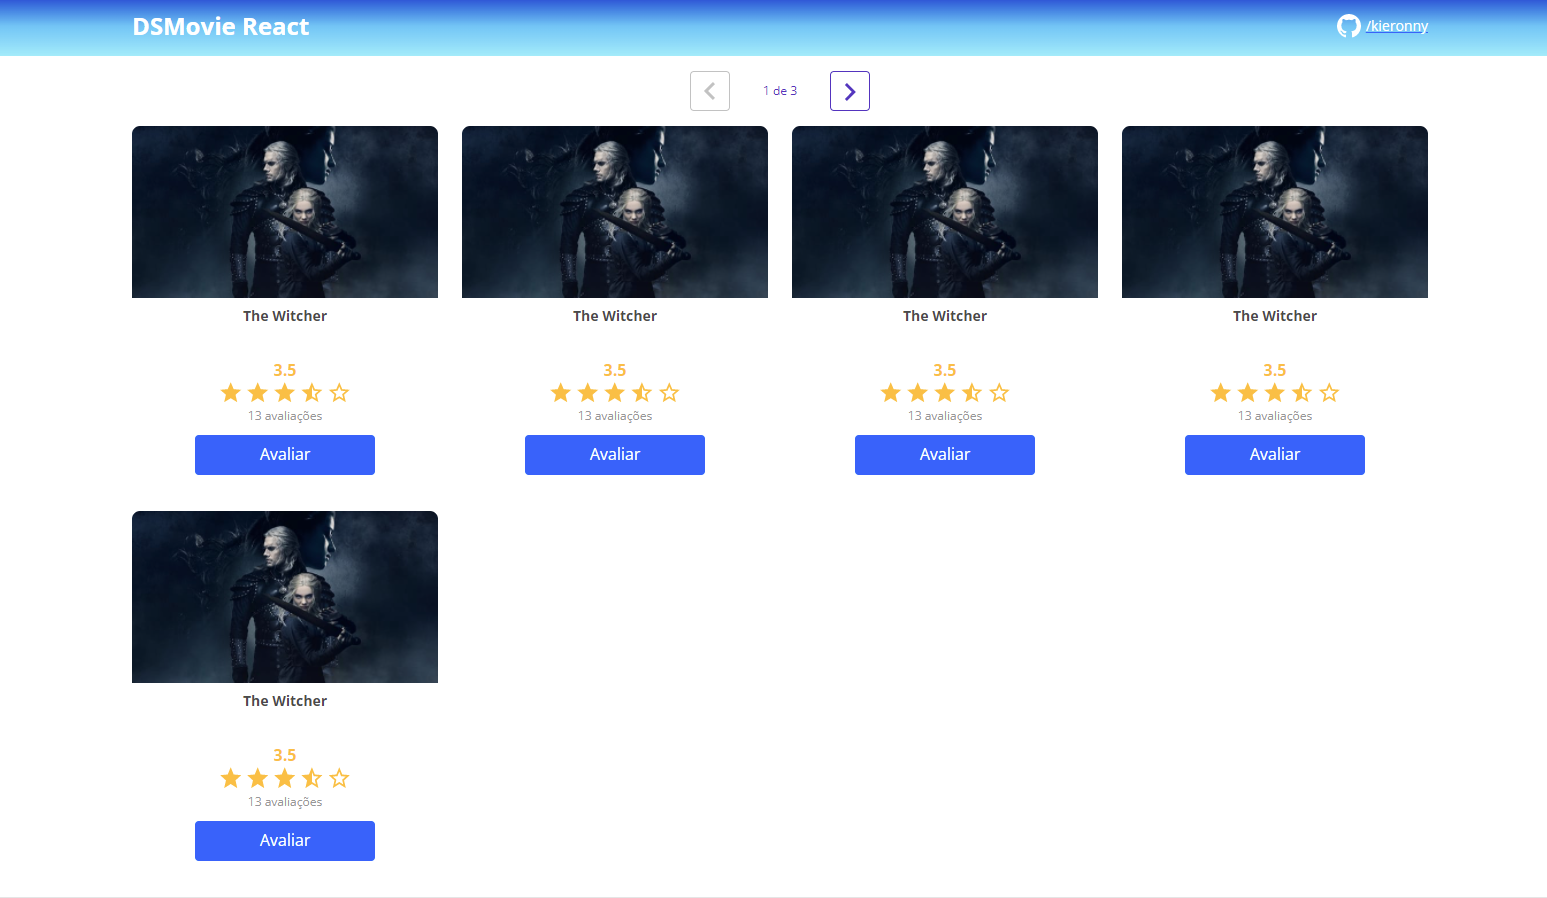 DSMovie React
/kieronny
1 de 3
The Witcher
3.5
13 avaliações
Avaliar
The Witcher
3.5
13 avaliações
Avaliar
The Witcher
3.5
13 avaliações
Avaliar
The Witcher
3.5
13 avaliações
Avaliar
The Witcher
3.5
13 avaliações
Avaliar